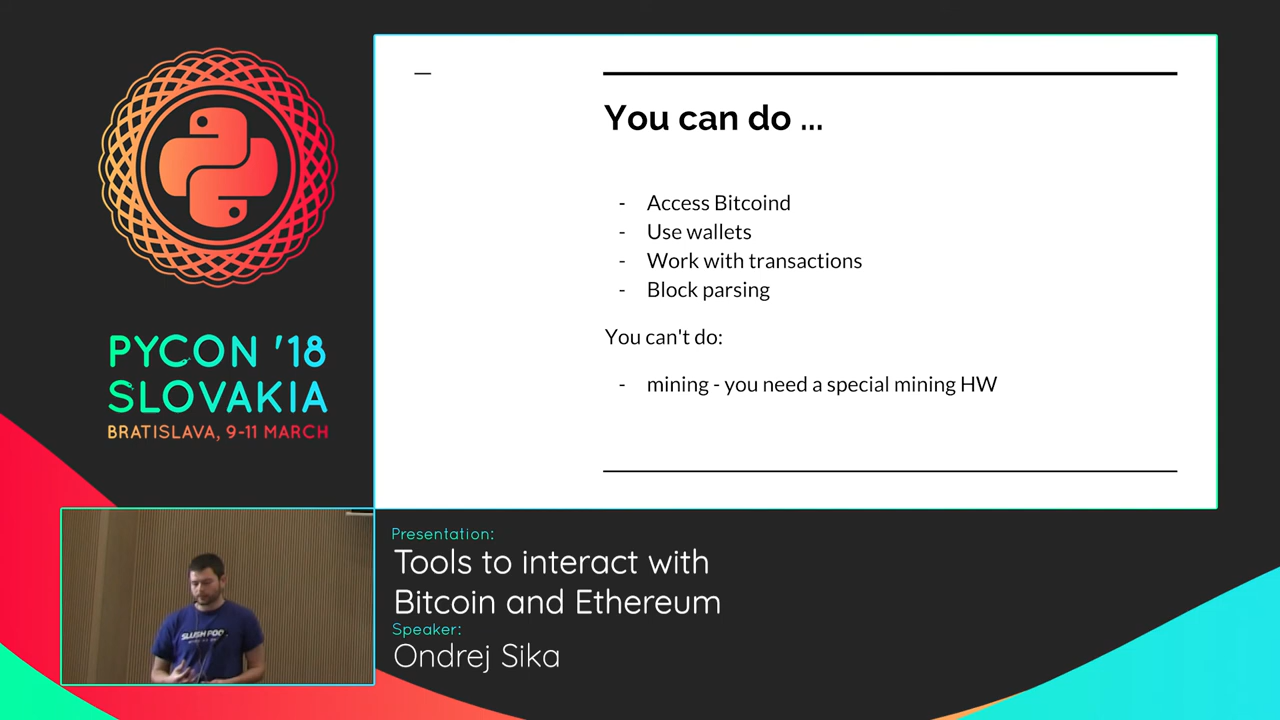 You can do ...
- Access Bitcoind
- Use wallets
- Work with transactions
- Block parsing
You can't do:
- mining - you need a special mining HW
PYCON '18
SLOVAKIA
BRATISLAVA, 9-11 MARCH
SLUSH POOL
Presentation:
Tools to interact with
Bitcoin and Ethereum
Speaker:
Ondrej Sika